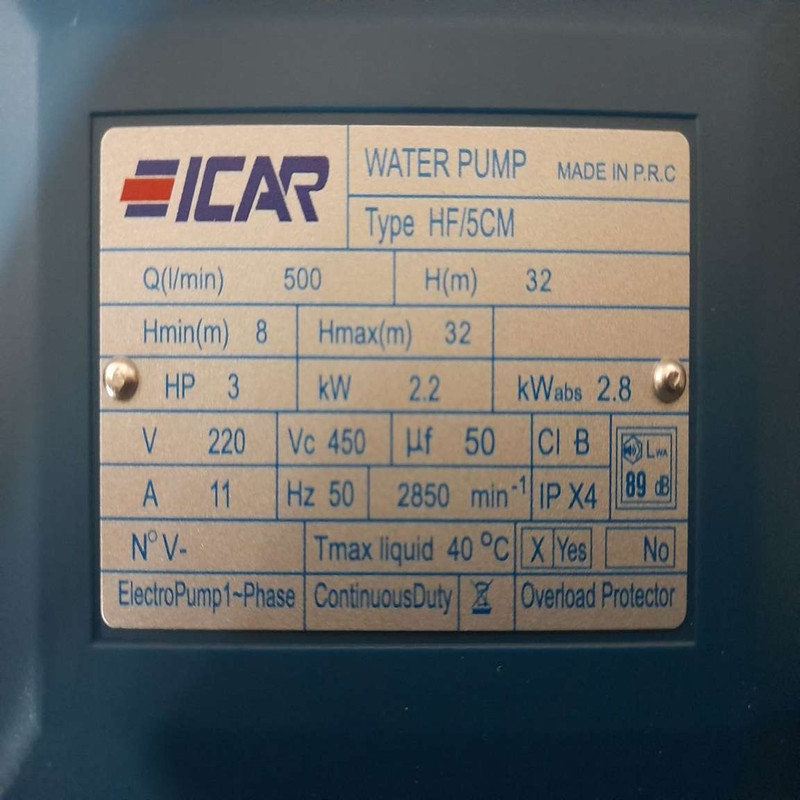 EICAR
WATER PUMP MADE IN P.R.C
Type HF/5CM
Q(l/min) 500 H(m) 32
Hmin(m) 8 Hmax(m) 32
HP 3 kW 2.2 kWabs 2.8
V 220 Vc 450 µf 50 Cl B LWA
A 11 Hz 50 2850 min-1 IP X4 89 dB
N° V- Tmax liquid 40 °C X Yes No
ElectroPump1~Phase ContinuousDuty Overload Protector